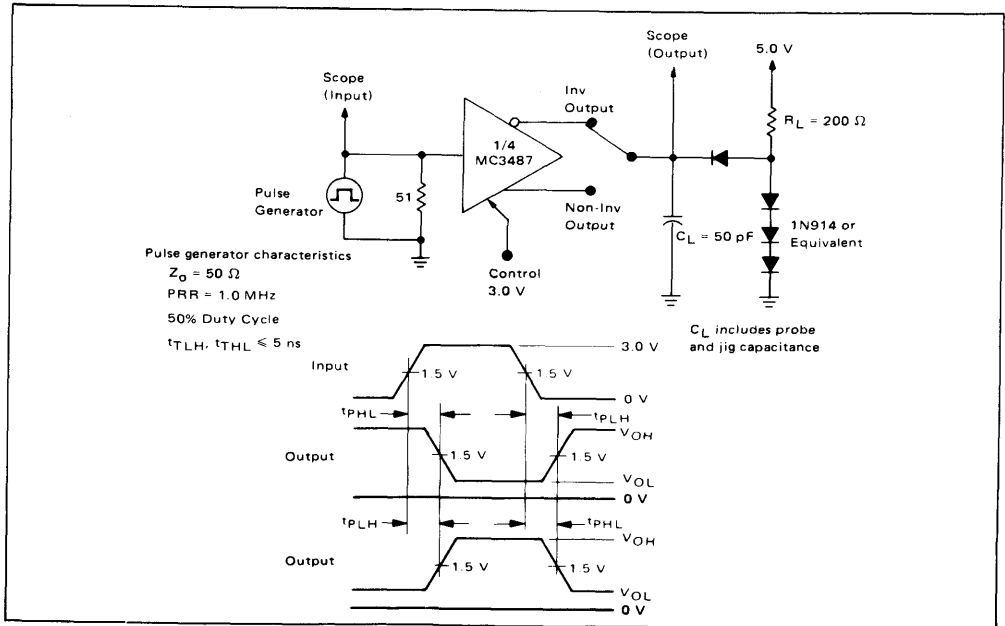 Scope
(Input)
Scope
(Output)
5.0 V
Inv
Output
R_L = 200 Ω
1/4
MC3487
51
Pulse
Generator
Non-Inv
Output
C_L = 50 pF
1N914 or
Equivalent
Control
3.0 V
Pulse generator characteristics
Z_o = 50 Ω
PRR = 1.0 MHz
50% Duty Cycle
t_TLH, t_THL ≤ 5 ns
C_L includes probe
and jig capacitance
Input
3.0 V
1.5 V
1.5 V
0 V
t_PHL
t_PLH
Output
V_OH
1.5 V
1.5 V
V_OL
0 V
t_PLH
t_PHL
Output
V_OH
1.5 V
1.5 V
V_OL
0 V